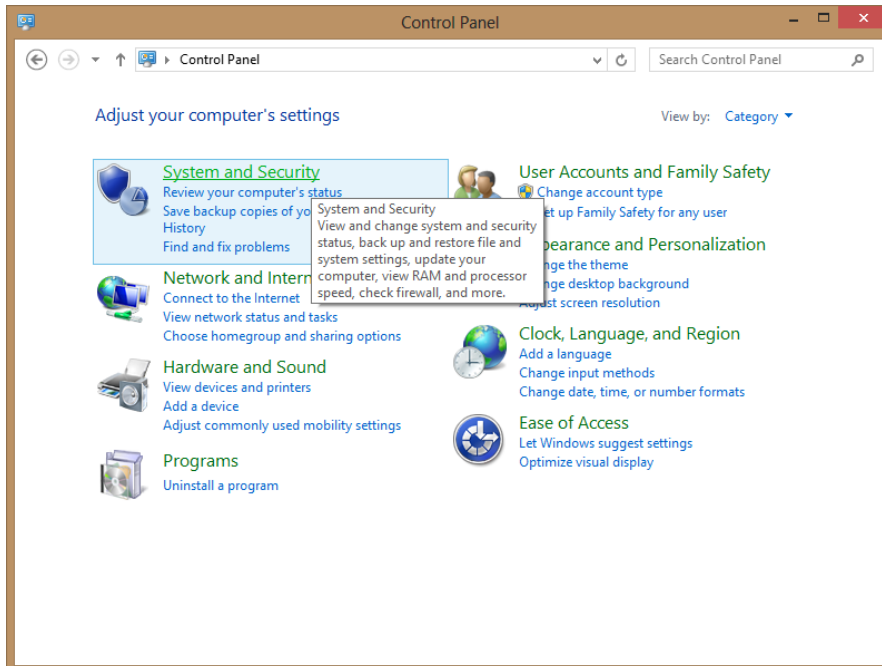 Control Panel
Control Panel
Search Control Panel
Adjust your computer's settings
View by: Category
System and Security
Review your computer's status
Save backup copies of yo
History
Find and fix problems
System and Security
View and change system and security
status, back up and restore file and
system settings, update your
computer, view RAM and processor
speed, check firewall, and more.
Network and Intern
Connect to the Internet
View network status and tasks
Choose homegroup and sharing options
Hardware and Sound
View devices and printers
Add a device
Adjust commonly used mobility settings
Programs
Uninstall a program
User Accounts and Family Safety
Change account type
et up Family Safety for any user
pearance and Personalization
nge the theme
nge desktop background
Adjust screen resolution
Clock, Language, and Region
Add a language
Change input methods
Change date, time, or number formats
Ease of Access
Let Windows suggest settings
Optimize visual display